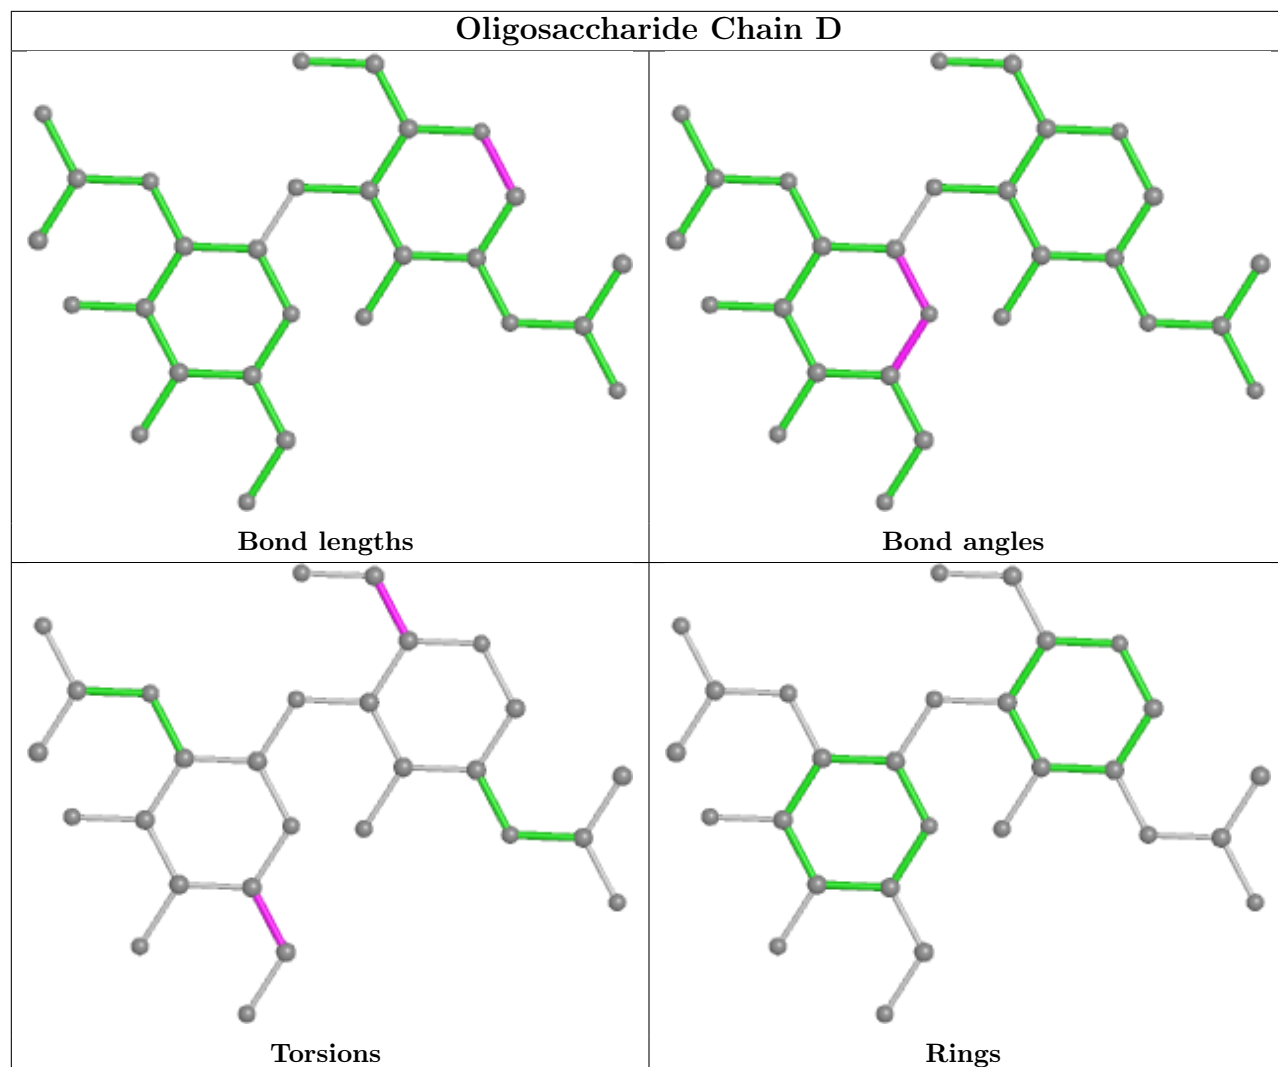 Oligosaccharide Chain D
Bond lengths
Bond angles
Torsions
Rings